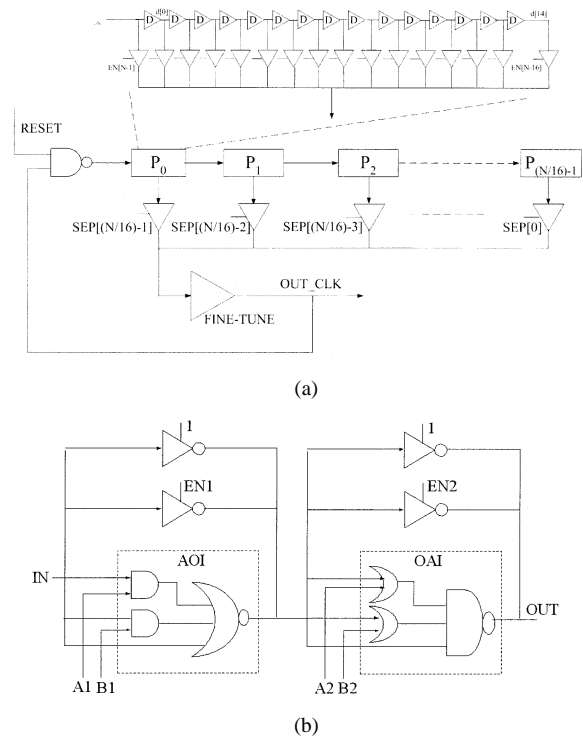 d[0] d[14]
D D D D D D D D D D D D D D D
EN[N-1] EN[N-16]
RESET
P0 P1 P2 P(N/16)-1
SEP[(N/16)-1] SEP[(N/16)-2] SEP[(N/16)-3] SEP[0]
OUT_CLK
FINE-TUNE
(a)
1 1
EN1 EN2
AOI OAI
IN
OUT
A1 B1 A2 B2
(b)